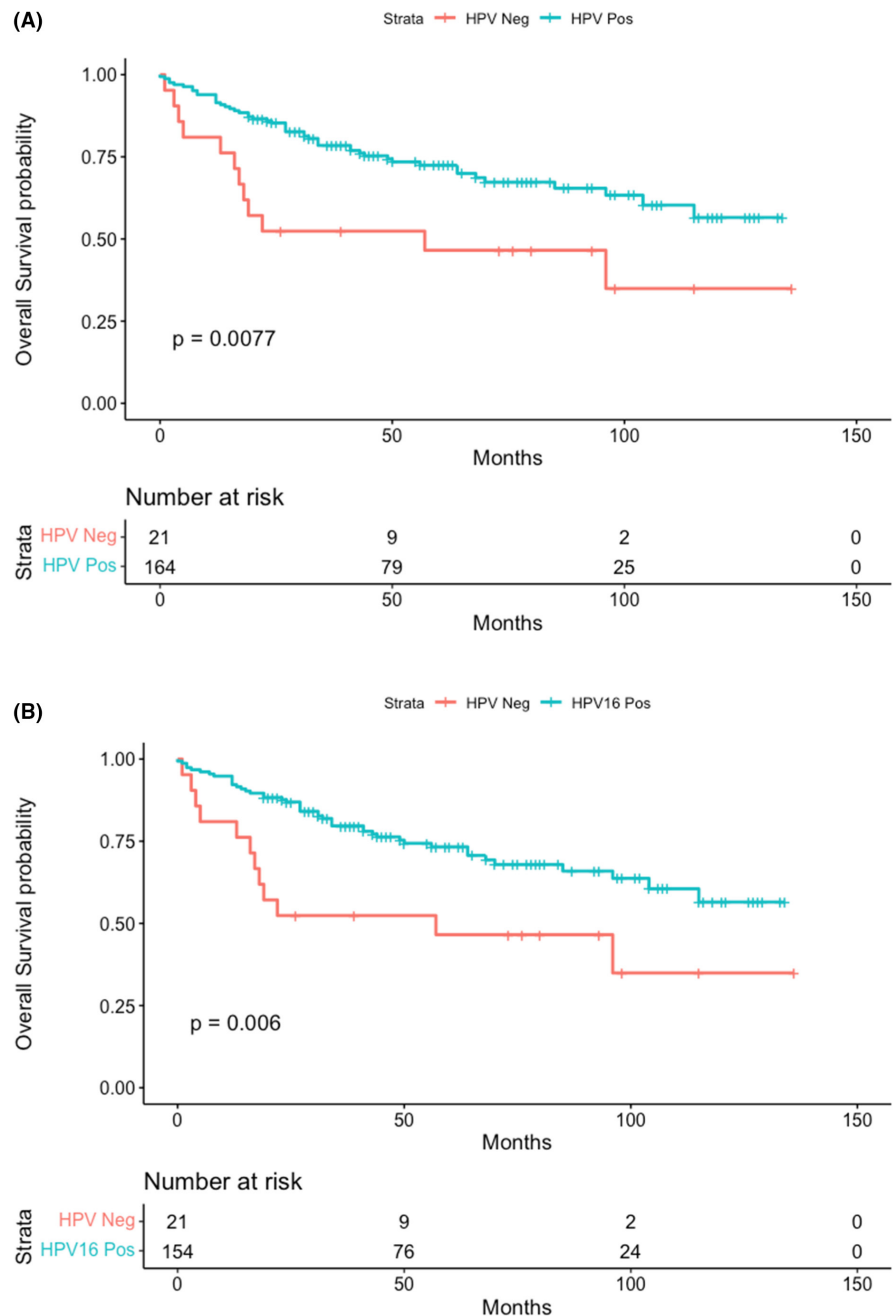 (A)
Strata HPV Neg HPV Pos
Overall Survival probability
1.00
0.75
0.50
0.25
0.00
p = 0.0077
0 50 100 150
Months
Number at risk
Strata
HPV Neg 21 9 2 0
HPV Pos 164 79 25 0
0 50 100 150
Months
(B)
Strata HPV Neg HPV16 Pos
Overall Survival probability
1.00
0.75
0.50
0.25
0.00
p = 0.006
0 50 100 150
Months
Number at risk
Strata
HPV Neg 21 9 2 0
HPV16 Pos 154 76 24 0
0 50 100 150
Months